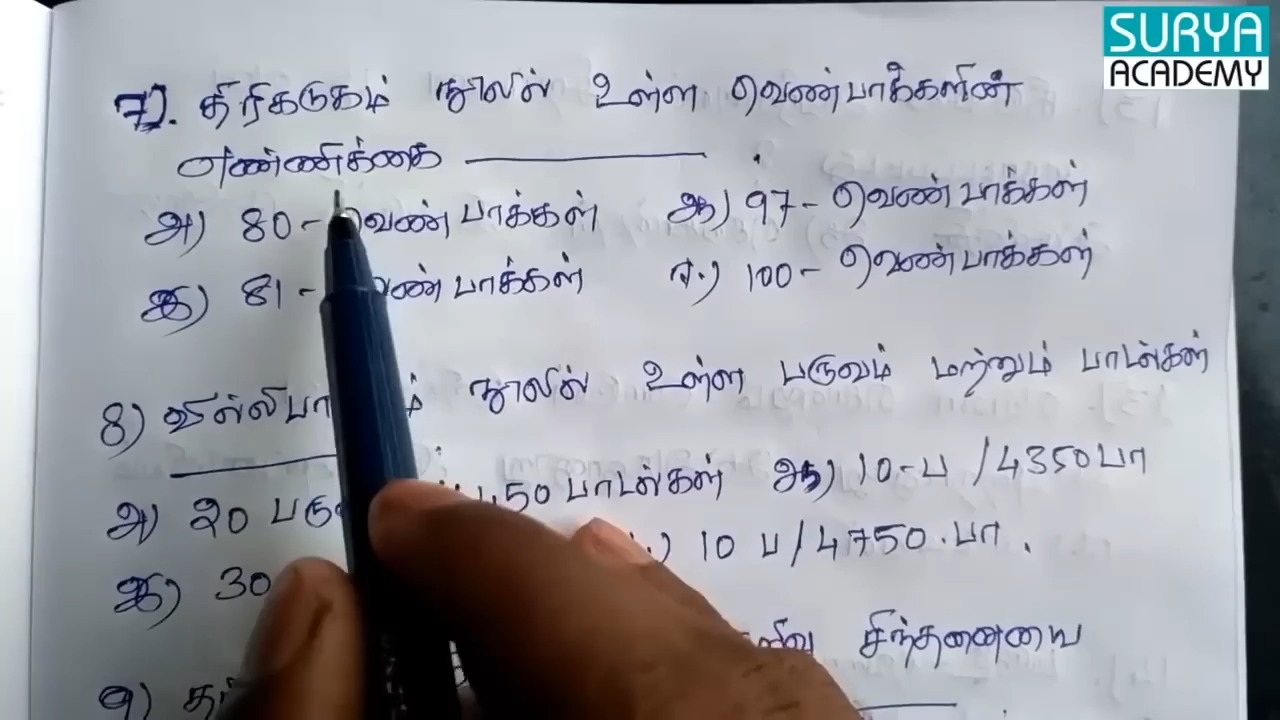 SURYA
ACADEMY
7). திரிகடுகம் நூலில் உள்ள வெண்பாக்களின்
எண்ணிக்கை ________ .
அ) 80 - வெண்பாக்கள் ஆ) 97 - வெண்பாக்கள்
இ) 81 - வெண்பாக்கள் ஈ.) 100 - வெண்பாக்கள்
8) நூலில் உள்ள பருவம் மற்றும் பாடல்கள்
அ) 20 50 பாடல்கள் ஆ) 10-ப / 4350 பா
இ) 30 10 ப / 4750 .பா .
சிந்தனையை
9)